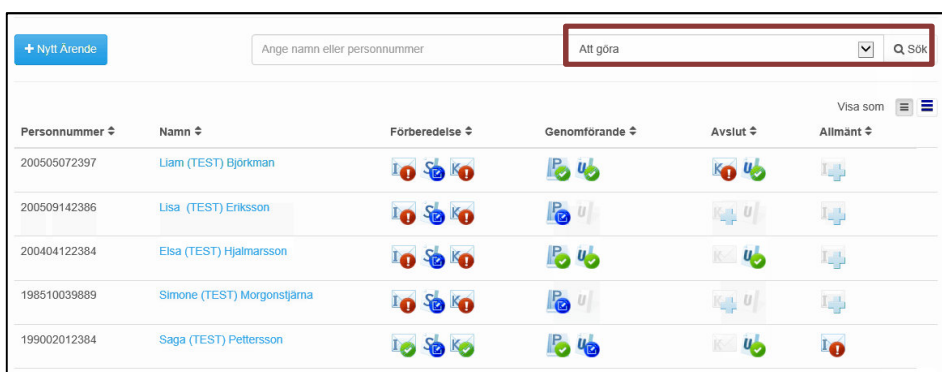 + Nytt Ärende Ange namn eller personnummer Att göra Sök
Visa som
Personnummer Namn Förberedelse Genomförande Avslut Allmänt
200505072397 Liam (TEST) Björkman I S K P U K U I
200509142386 Lisa (TEST) Eriksson I S K P U K U I
200404122384 Elsa (TEST) Hjalmarsson I S K P U K U I
198510039889 Simone (TEST) Morgonstjärna I S K P U K U I
199002012384 Saga (TEST) Pettersson I S K P U K U I